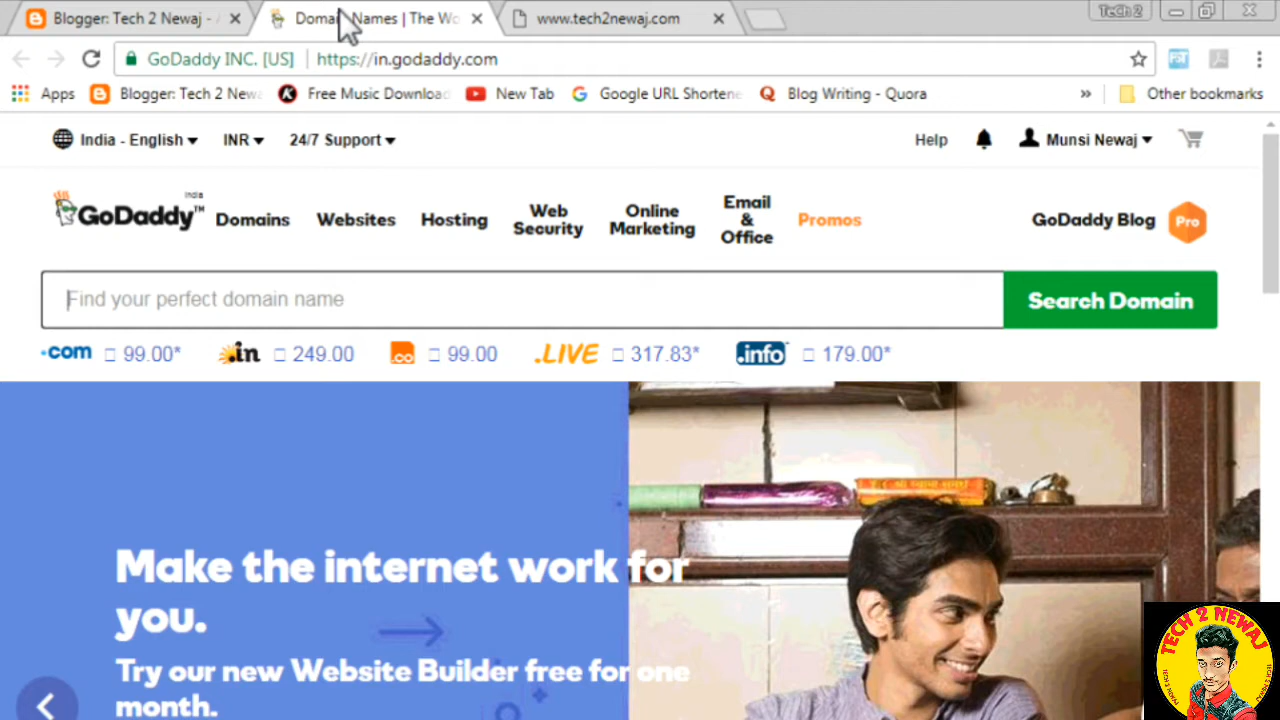 Blogger: Tech 2 Newaj -
Domain Names | The Wo
www.tech2newaj.com
TeCh 2
GoDaddy INC. [US]
https://in.godaddy.com
Apps
Blogger: Tech 2 New
Free Music Download
New Tab
Google URL Shortene
Blog Writing - Quora
»
Other bookmarks
India - English
INR
24/7 Support
Help
Munsi Newaj
India
GoDaddy™
Domains
Websites
Hosting
Web
Security
Online
Marketing
Email
&
Office
Promos
GoDaddy Blog
Pro
Find your perfect domain name
Search Domain
.com 99.00*
.in 249.00
.co 99.00
.LIVE 317.83*
.info 179.00*
Make the internet work for
you.
Try our new Website Builder free for one
month.
TECH 2 NEWAJ